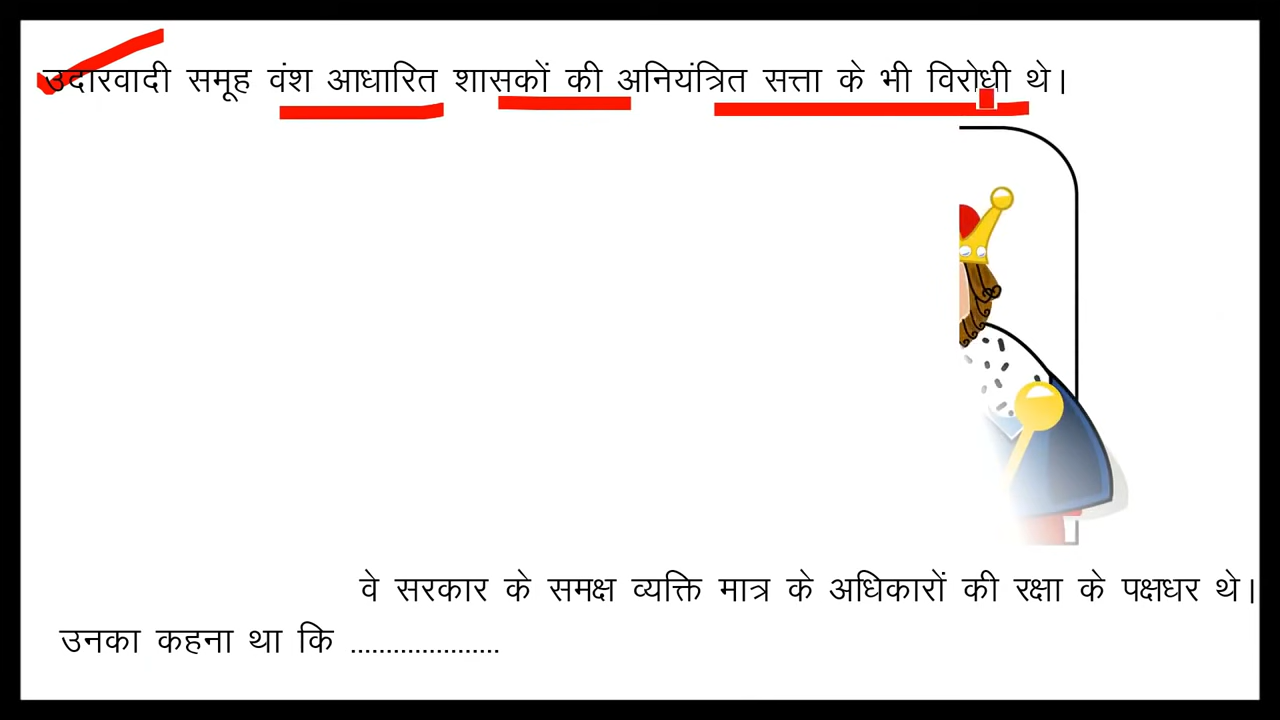 उदारवादी समूह वंश आधारित शासकों की अनियंत्रित सत्ता के भी विरोधी थे।
वे सरकार के समक्ष व्यक्ति मात्र के अधिकारों की रक्षा के पक्षधर थे।
उनका कहना था कि .....................